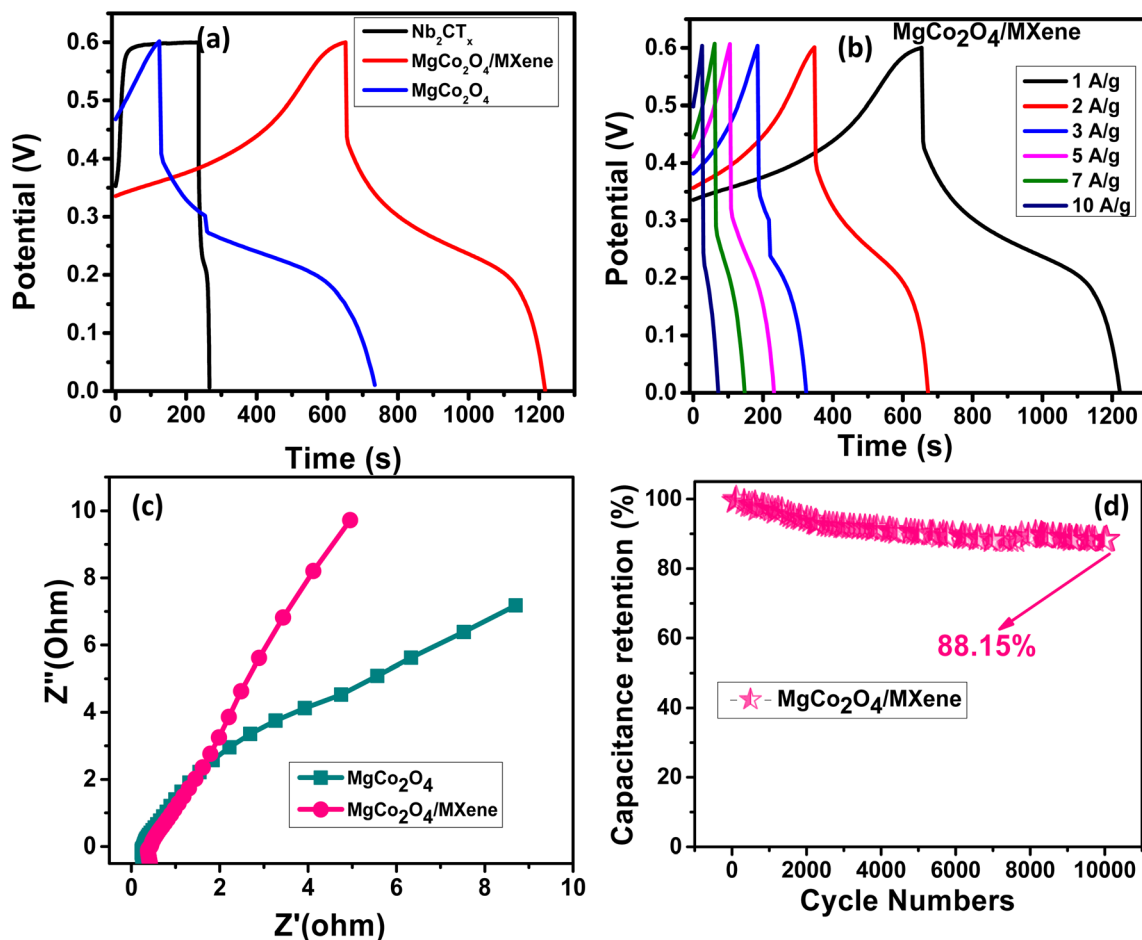 (a)
Nb₂CTₓ
MgCo₂O₄/MXene
MgCo₂O₄
0.6
0.5
0.4
0.3
0.2
0.1
0.0
Potential (V)
0 200 400 600 800 1000 1200
Time (s)
(b)
MgCo₂O₄/MXene
1 A/g
2 A/g
3 A/g
5 A/g
7 A/g
10 A/g
0.6
0.5
0.4
0.3
0.2
0.1
0.0
Potential (V)
0 200 400 600 800 1000 1200
Time (s)
(c)
10
8
6
4
2
0
Z"(Ohm)
MgCo₂O₄
MgCo₂O₄/MXene
0 2 4 6 8 10
Z'(ohm)
(d)
100
80
60
40
20
0
Capacitance retention (%)
88.15%
MgCo₂O₄/MXene
0 2000 4000 6000 8000 10000
Cycle Numbers